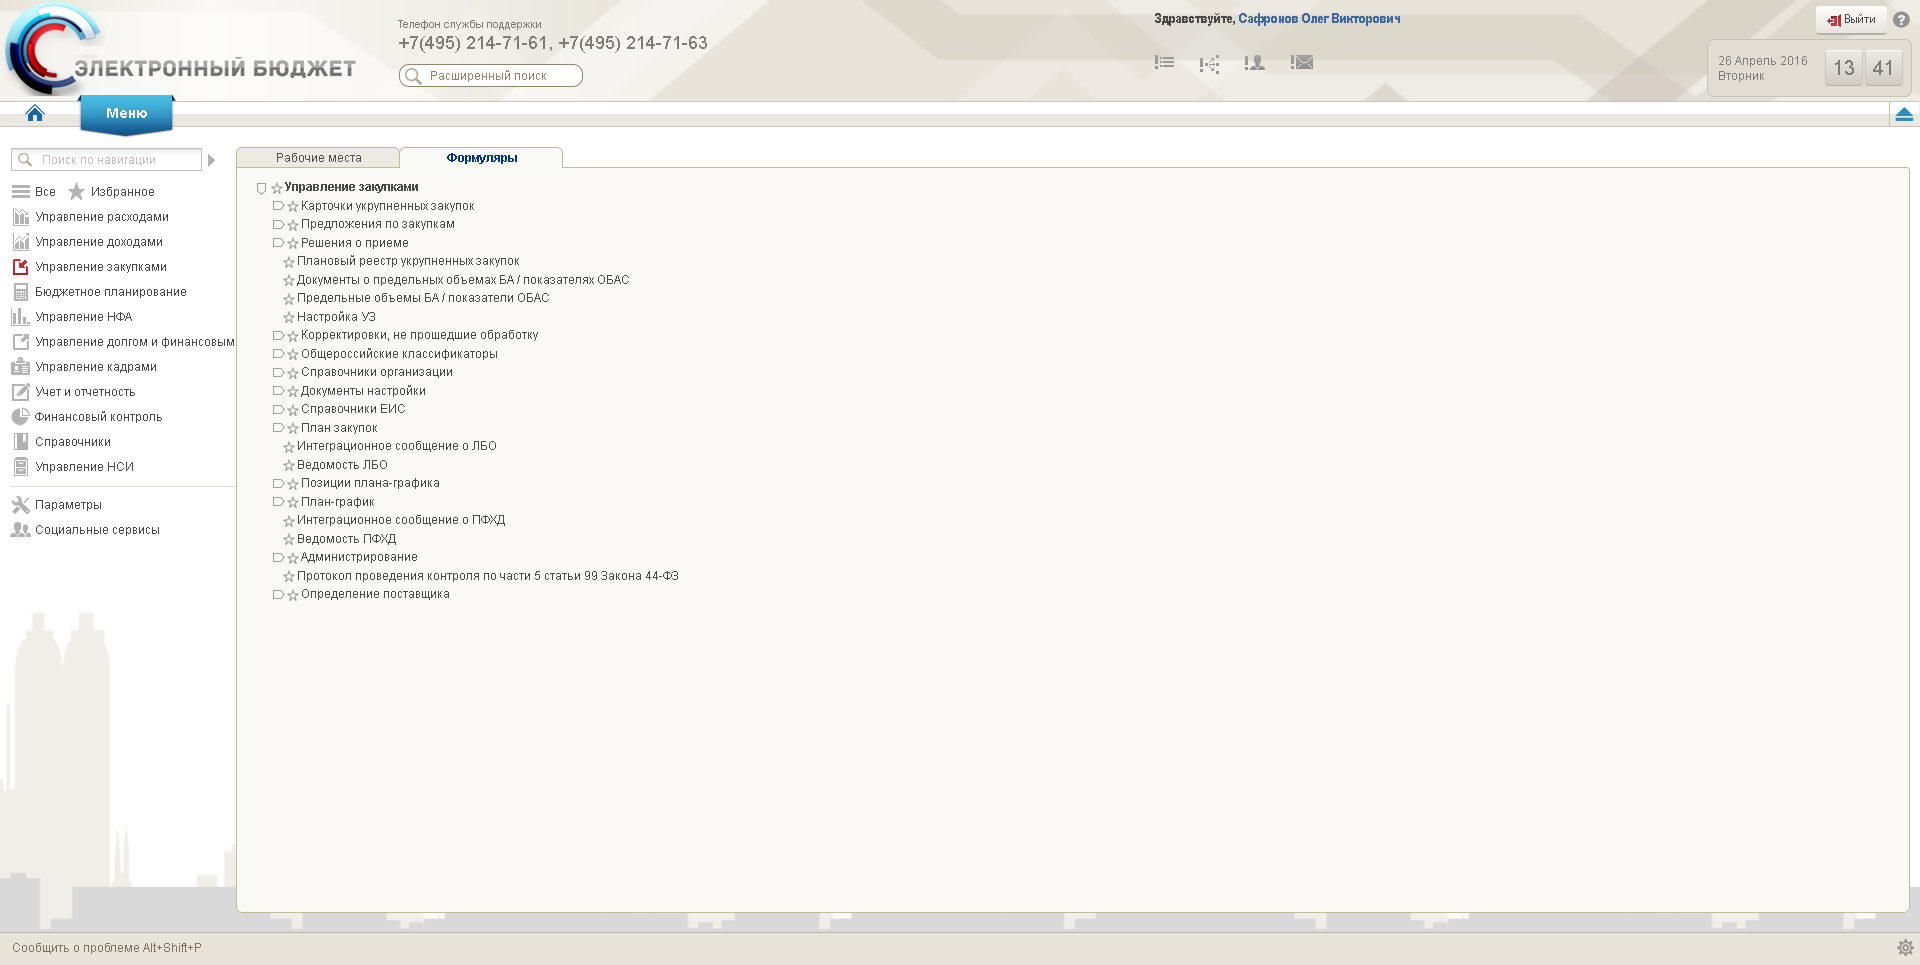 Телефон службы поддержки
+7(495) 214-71-61, +7(495) 214-71-63
ЭЛЕКТРОННЫЙ БЮДЖЕТ
Расширенный поиск
Здравствуйте, Сафронов Олег Викторович
Выйти
26 Апрель 2016
Вторник
13 41
Меню
Поиск по навигации
Все Избранное
Управление расходами
Управление доходами
Управление закупками
Бюджетное планирование
Управление НФА
Управление долгом и финансовым
Управление кадрами
Учет и отчетность
Финансовый контроль
Справочники
Управление НСИ
Параметры
Социальные сервисы
Рабочие места
Формуляры
Управление закупками
Карточки укрупненных закупок
Предложения по закупкам
Решения о приеме
Плановый реестр укрупненных закупок
Документы о предельных объемах БА / показателях ОБАС
Предельные объемы БА / показатели ОБАС
Настройка УЗ
Корректировки, не прошедшие обработку
Общероссийские классификаторы
Справочники организации
Документы настройки
Справочники ЕИС
План закупок
Интеграционное сообщение о ЛБО
Ведомость ЛБО
Позиции плана-графика
План-график
Интеграционное сообщение о ПФХД
Ведомость ПФХД
Администрирование
Протокол проведения контроля по части 5 статьи 99 Закона 44-ФЗ
Определение поставщика
Сообщить о проблеме Alt+Shift+P